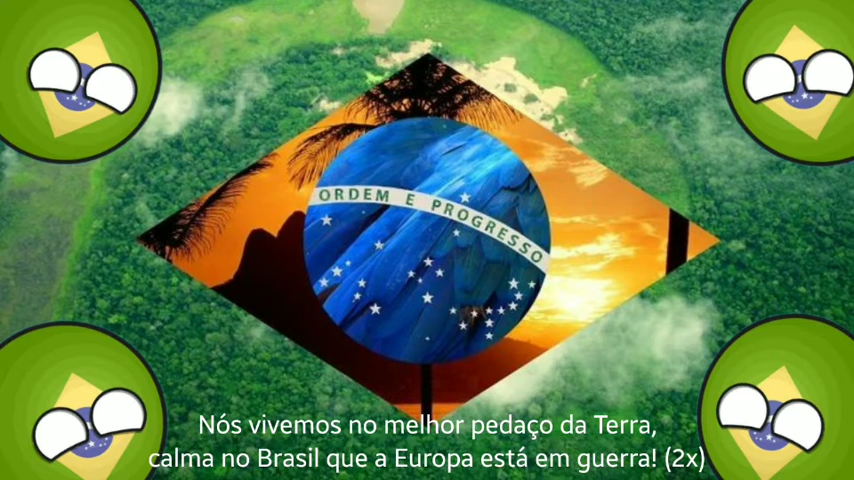 ORDEM E PROGRESSO
Nós vivemos no melhor pedaço da Terra,
calma no Brasil que a Europa está em guerra! (2x)